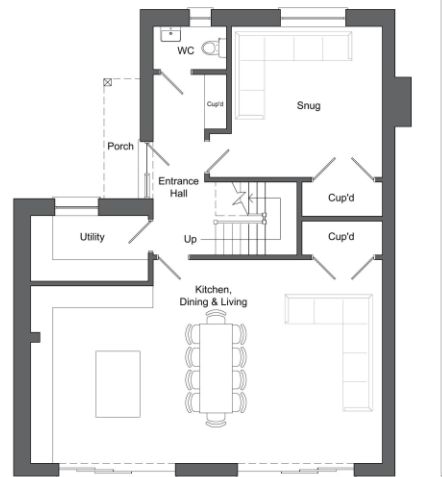 WC
Cup'd
Snug
Porch
Entrance
Hall
Cup'd
Utility
Up
Cup'd
Kitchen,
Dining & Living